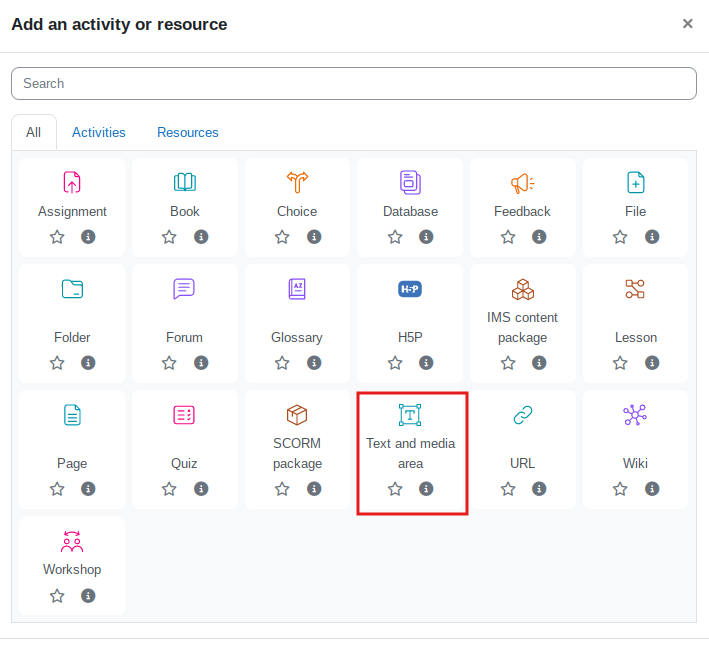 Add an activity or resource ×
Search
All Activities Resources
Assignment Book Choice Database Feedback File
Folder Forum Glossary H5P IMS content package Lesson
Page Quiz SCORM package Text and media area URL Wiki
Workshop